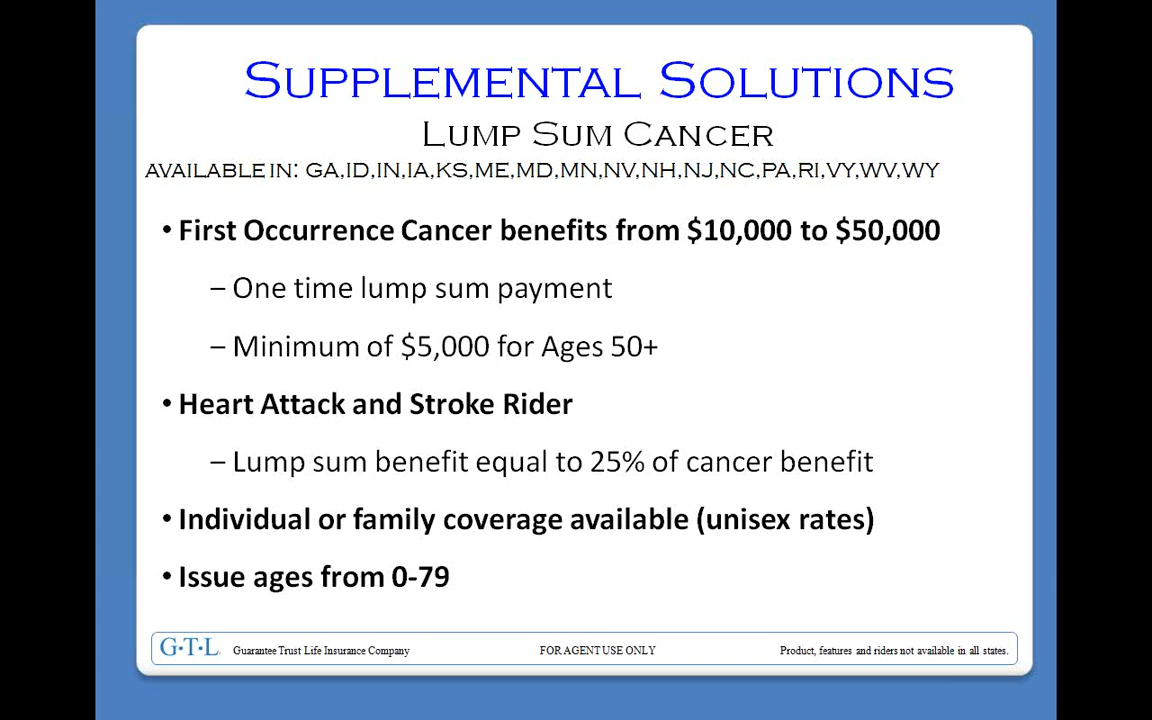 Supplemental Solutions
Lump Sum Cancer
AVAILABLE IN: GA,ID,IN,IA,KS,ME,MD,MN,NV,NH,NJ,NC,PA,RI,VY,WV,WY
• First Occurrence Cancer benefits from $10,000 to $50,000
– One time lump sum payment
– Minimum of $5,000 for Ages 50+
• Heart Attack and Stroke Rider
– Lump sum benefit equal to 25% of cancer benefit
• Individual or family coverage available (unisex rates)
• Issue ages from 0-79
G·T·L. Guarantee Trust Life Insurance Company FOR AGENT USE ONLY Product, features and riders not available in all states.